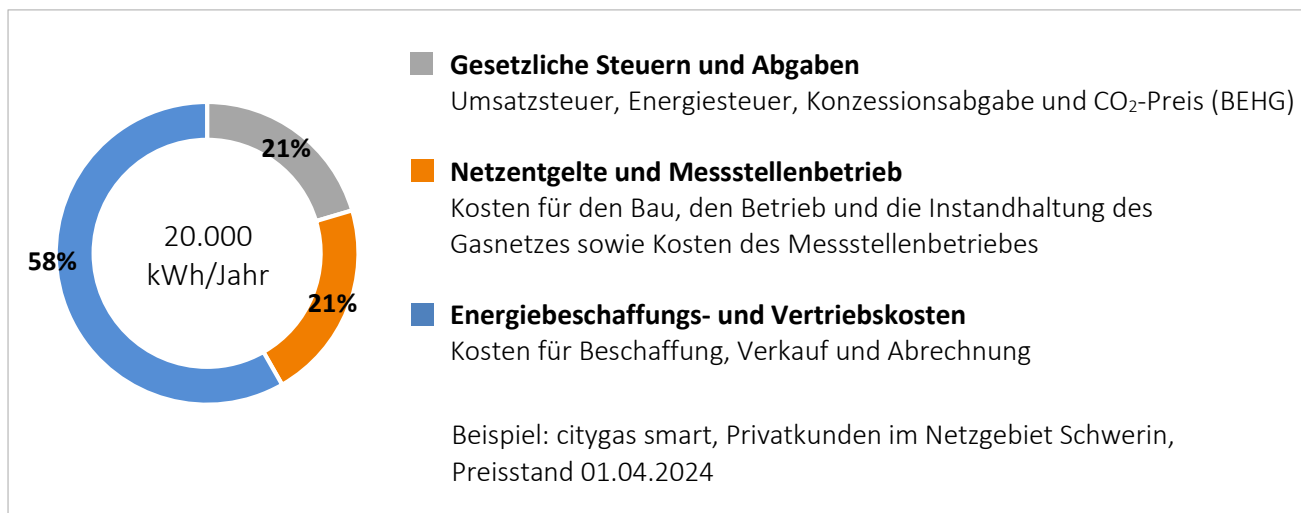 Gesetzliche Steuern und Abgaben
Umsatzsteuer, Energiesteuer, Konzessionsabgabe und CO₂-Preis (BEHG)
21%
Netzentgelte und Messstellenbetrieb
Kosten für den Bau, den Betrieb und die Instandhaltung des
Gasnetzes sowie Kosten des Messstellenbetriebes
20.000
kWh/Jahr
58%
21%
Energiebeschaffungs- und Vertriebskosten
Kosten für Beschaffung, Verkauf und Abrechnung
Beispiel: citygas smart, Privatkunden im Netzgebiet Schwerin,
Preisstand 01.04.2024